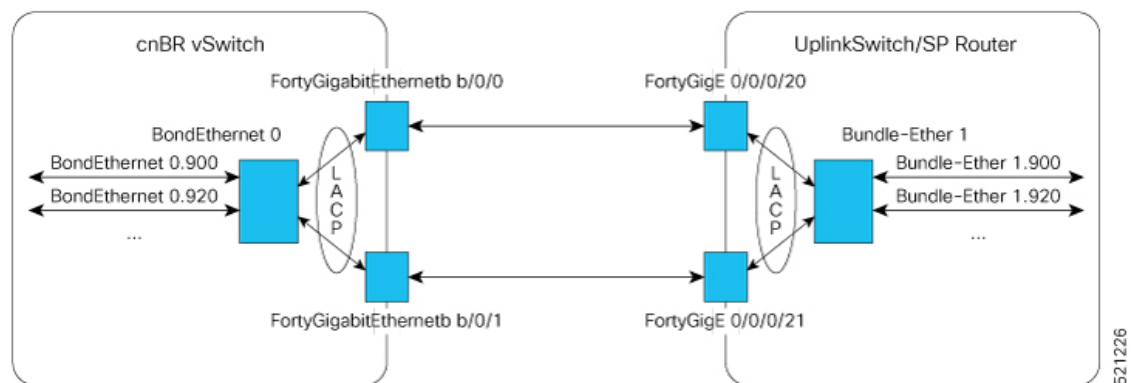 cnBR vSwitch
UplinkSwitch/SP Router
FortyGigabitEthernetb b/0/0
FortyGigE 0/0/0/20
BondEthernet 0
Bundle-Ether 1
BondEthernet 0.900
Bundle-Ether 1.900
BondEthernet 0.920
Bundle-Ether 1.920
...
...
LACP
LACP
FortyGigabitEthernetb b/0/1
FortyGigE 0/0/0/21
521226